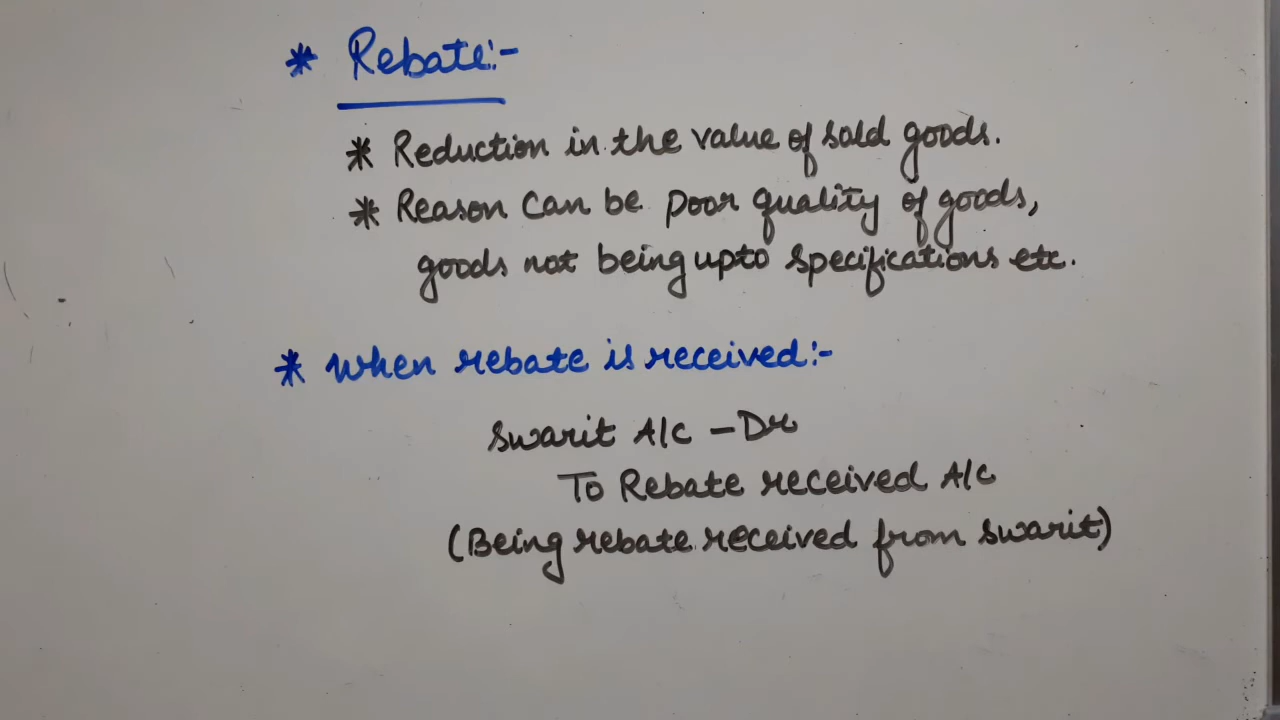 * Rebate:-
* Reduction in the value of sold goods.
* Reason can be poor quality of goods,
goods not being upto specifications etc.
* When rebate is received:-
Swarit A/c - Dr
To Rebate received A/c
(Being rebate received from Swarit)